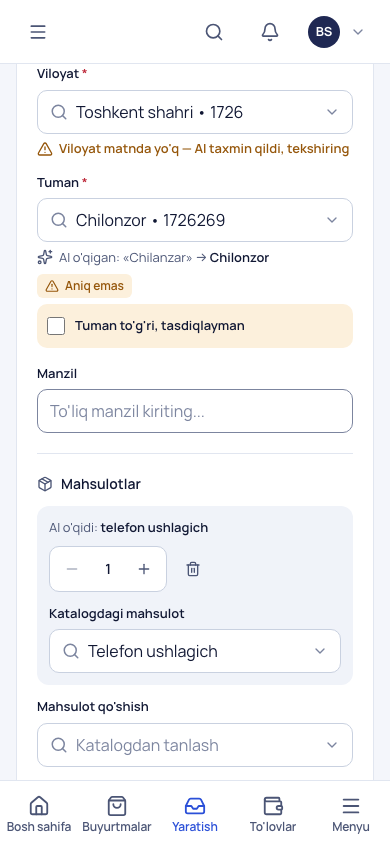 BS
Viloyat *
Toshkent shahri • 1726
Viloyat matnda yo'q — AI taxmin qildi, tekshiring
Tuman *
Chilonzor • 1726269
AI o'qigan: «Chilanzar» → Chilonzor
Aniq emas
Tuman to'g'ri, tasdiqlayman
Manzil
To'liq manzil kiriting...
Mahsulotlar
AI o'qidi: telefon ushlagich
1
Katalogdagi mahsulot
Telefon ushlagich
Mahsulot qo'shish
Katalogdan tanlash
Bosh sahifa Buyurtmalar Yaratish To'lovlar Menyu